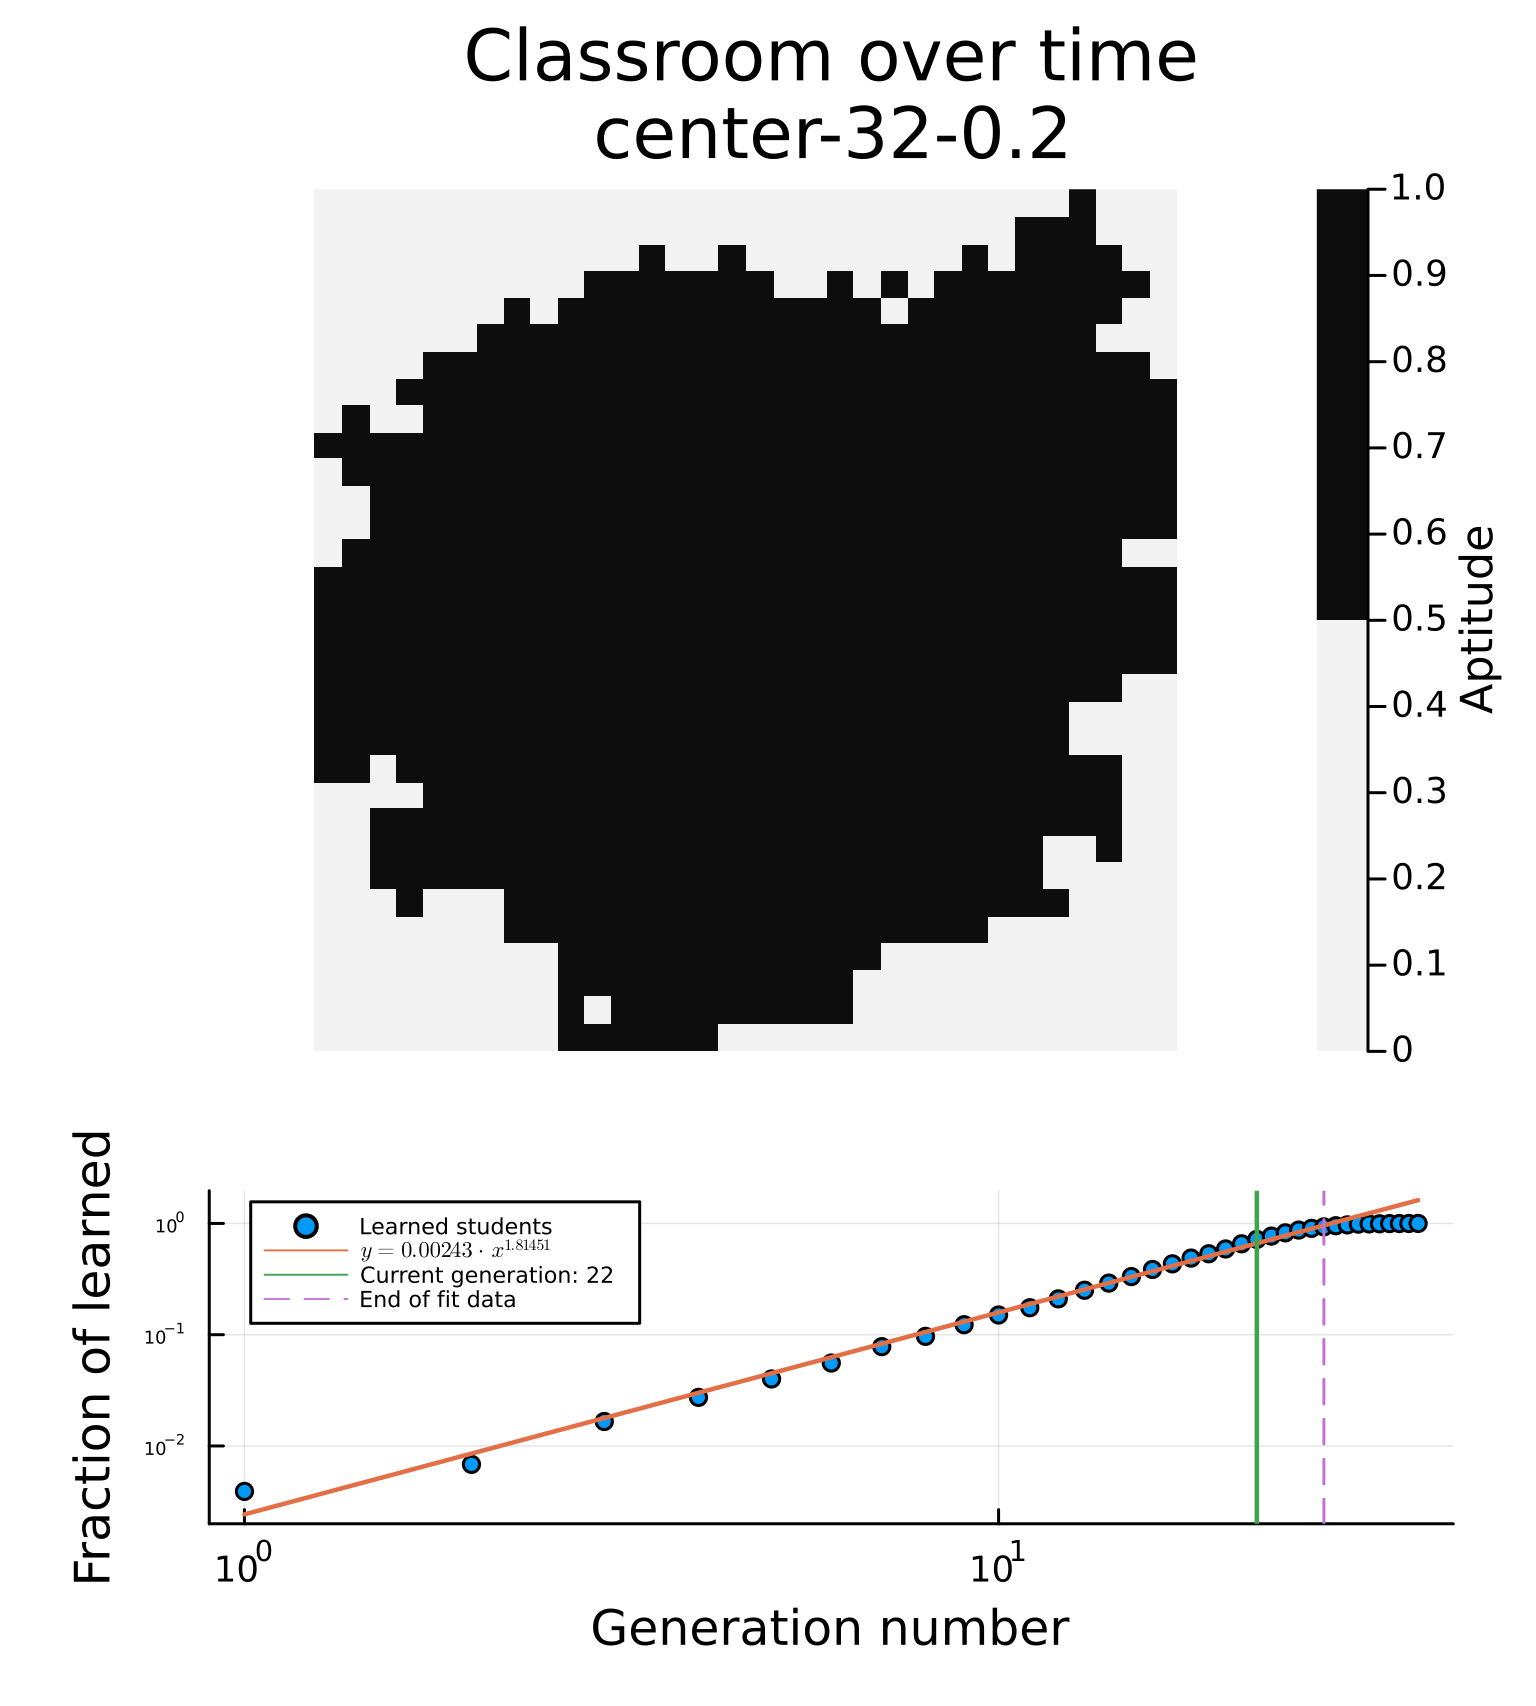 Classroom over time
center-32-0.2
1.0
0.9
0.8
0.7
0.6
0.5
0.4
0.3
0.2
0.1
0
Aptitude
Fraction of learned
10⁰
10⁻¹
10⁻²
Learned students
y = 0.00243 · x^1.81451
Current generation: 22
End of fit data
10⁰
10¹
Generation number